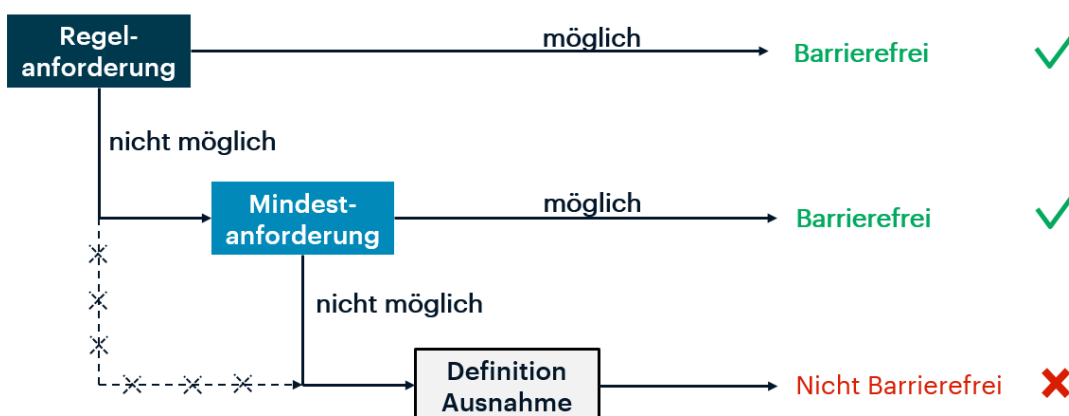 Regel-
anforderung
möglich
Barrierefrei
nicht möglich
Mindest-
anforderung
möglich
Barrierefrei
nicht möglich
Definition
Ausnahme
Nicht Barrierefrei